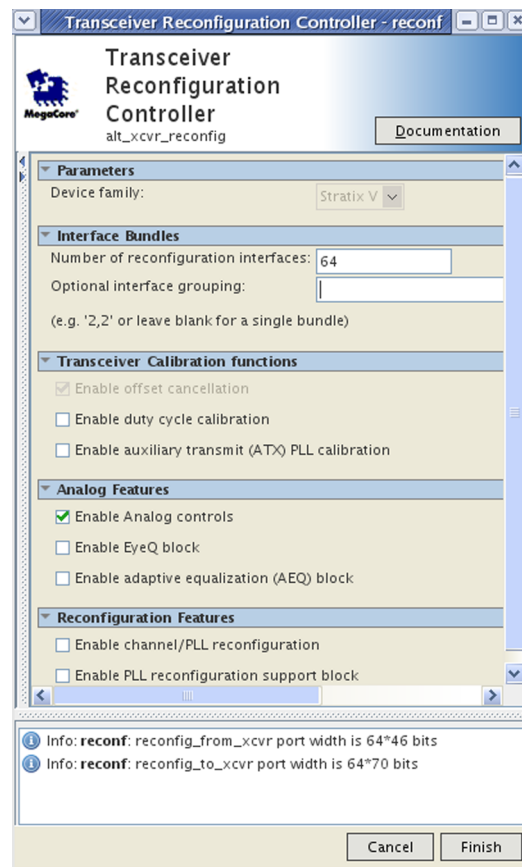 Transceiver Reconfiguration Controller - reconf
Transceiver
Reconfiguration
Controller
MegaCore®
alt_xcvr_reconfig
Documentation
Parameters
Device family:
Stratix V
Interface Bundles
Number of reconfiguration interfaces: 64
Optional interface grouping:
(e.g. '2,2' or leave blank for a single bundle)
Transceiver Calibration functions
Enable offset cancellation
Enable duty cycle calibration
Enable auxiliary transmit (ATX) PLL calibration
Analog Features
Enable Analog controls
Enable EyeQ block
Enable adaptive equalization (AEQ) block
Reconfiguration Features
Enable channel/PLL reconfiguration
Enable PLL reconfiguration support block
Info: reconf: reconfig_from_xcvr port width is 64*46 bits
Info: reconf: reconfig_to_xcvr port width is 64*70 bits
Cancel
Finish